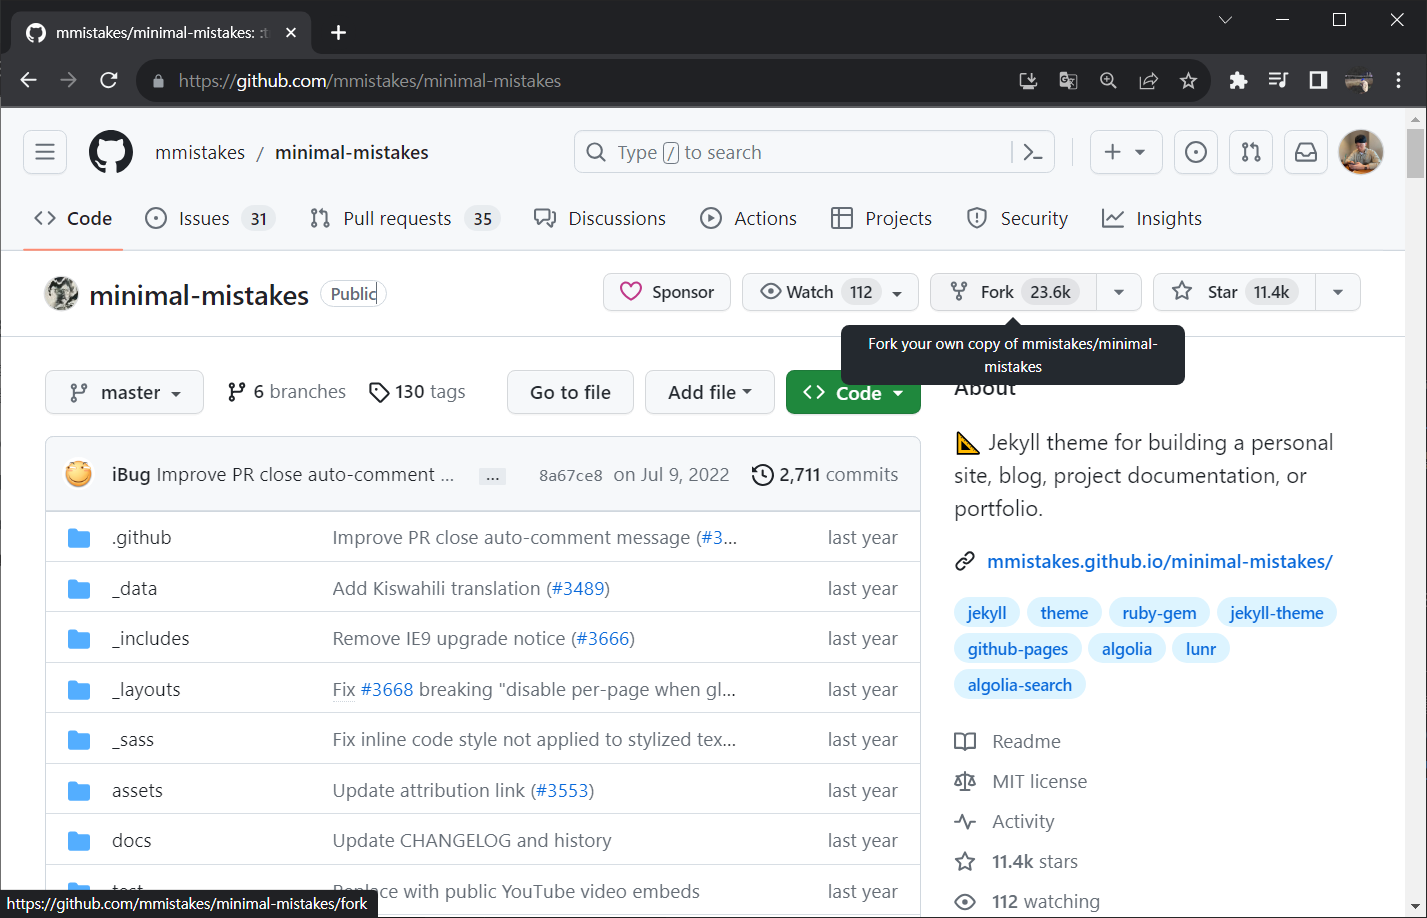 mmistakes/minimal-mistakes: :t
https://github.com/mmistakes/minimal-mistakes
mmistakes / minimal-mistakes
Type / to search
Code
Issues 31
Pull requests 35
Discussions
Actions
Projects
Security
Insights
minimal-mistakes Public
Sponsor
Watch 112
Fork 23.6k
Star 11.4k
Fork your own copy of mmistakes/minimal-
mistakes
master
6 branches
130 tags
Go to file
Add file
Code
About
iBug Improve PR close auto-comment ... ... 8a67ce8 on Jul 9, 2022 2,711 commits
.github Improve PR close auto-comment message (#3... last year
_data Add Kiswahili translation (#3489) last year
_includes Remove IE9 upgrade notice (#3666) last year
_layouts Fix #3668 breaking "disable per-page when gl... last year
_sass Fix inline code style not applied to stylized tex... last year
assets Update attribution link (#3553) last year
docs Update CHANGELOG and history last year
test Replace with public YouTube video embeds last year
Jekyll theme for building a personal
site, blog, project documentation, or
portfolio.
mmistakes.github.io/minimal-mistakes/
jekyll theme ruby-gem jekyll-theme
github-pages algolia lunr
algolia-search
Readme
MIT license
Activity
11.4k stars
112 watching
https://github.com/mmistakes/minimal-mistakes/fork